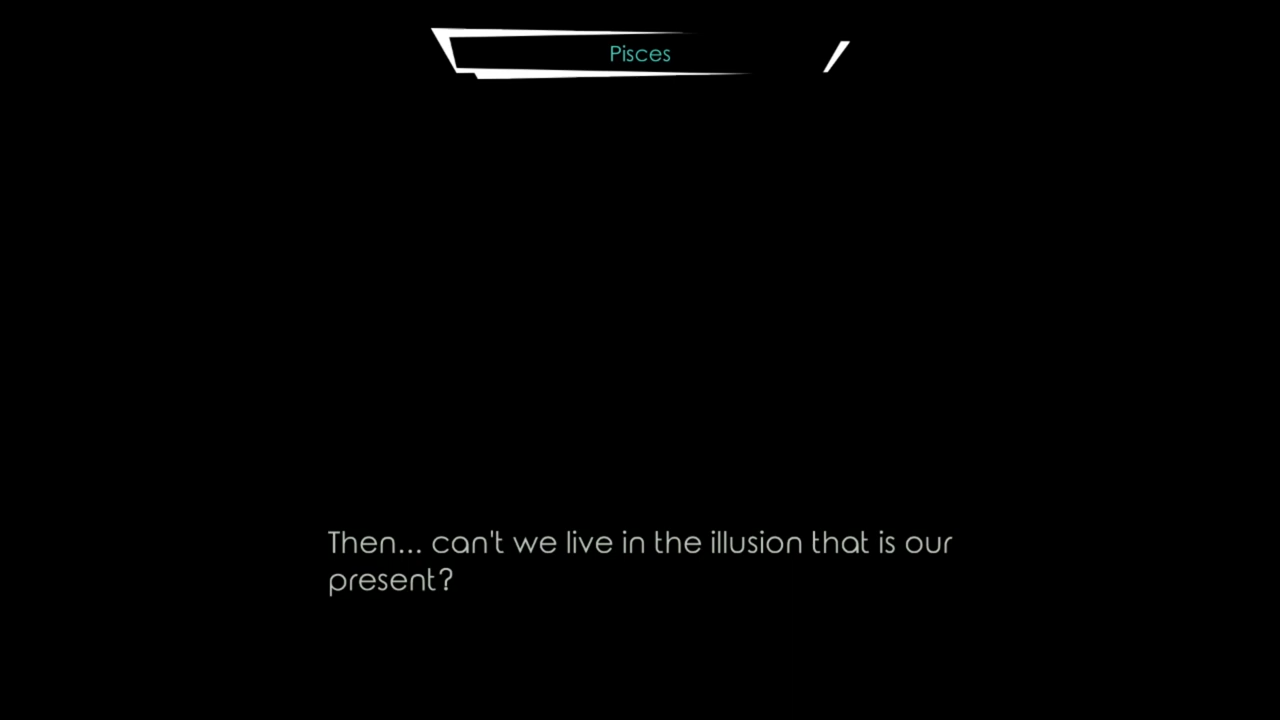 Pisces
Then... can't we live in the illusion that is our
present?